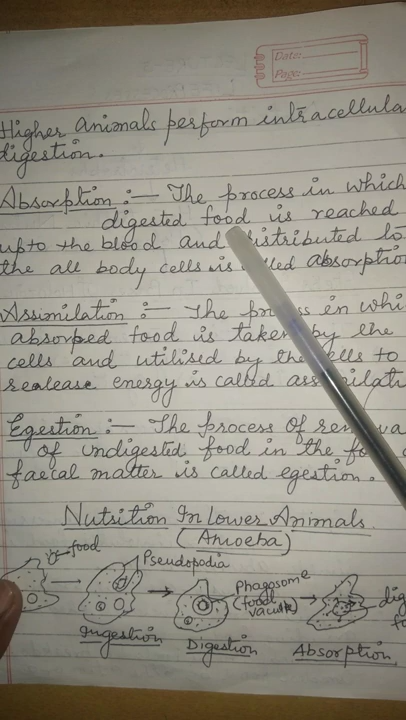 Date:
Page:
Higher animals perform intracellula
digestion.
Absorption :— The process in which
digested food is reached
upto the blood and distributed to
the all body cells is called absorptio
Assimilation :— The process in whi
absorped food is taken by the
cells and utilised by the cells to
realease energy is called assimilati
Egestion :— The process of remova
of undigested food in the fo
faecal matter is called egestion.
Nutrition In Lower Animals.
(Amoeba)
food
Pseudopodia
Phagosome
(food
vacuole)
dig
fo
Ingestion
Digestion
Absorption